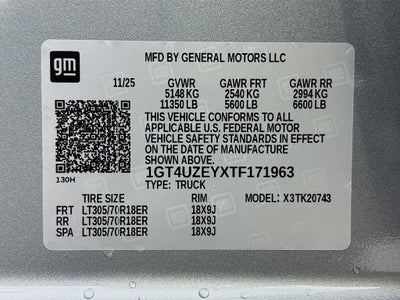 gm
MFD BY GENERAL MOTORS LLC
11/25 GVWR GAWR FRT GAWR RR
5148 KG 2540 KG 2994 KG
11350 LB 5600 LB 6600 LB
THIS VEHICLE CONFORMS TO ALL
APPLICABLE U.S. FEDERAL MOTOR
VEHICLE SAFETY STANDARDS IN EFFECT
ON THE DATE OF MANUFACTURE
SHOWN ABOVE.
130H
1GT4UZEYXTF171963
TYPE: TRUCK
TIRE SIZE RIM MODEL: X3TK20743
FRT LT305/70R18ER 18X9J
RR LT305/70R18ER 18X9J
SPA LT305/70R18ER 18X9J